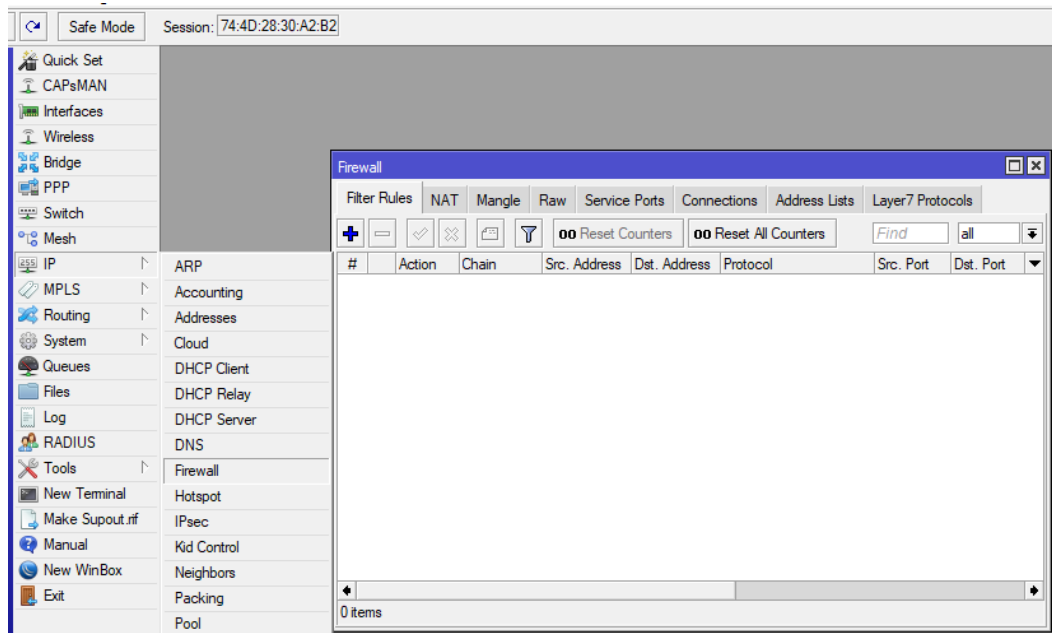 Safe Mode Session: 74:4D:28:30:A2:B2
Quick Set
CAPsMAN
Interfaces
Wireless
Bridge
PPP
Switch
Mesh
IP
MPLS
Routing
System
Queues
Files
Log
RADIUS
Tools
New Terminal
Make Supout.rif
Manual
New WinBox
Exit
ARP
Accounting
Addresses
Cloud
DHCP Client
DHCP Relay
DHCP Server
DNS
Firewall
Hotspot
IPsec
Kid Control
Neighbors
Packing
Pool
Firewall
Filter Rules NAT Mangle Raw Service Ports Connections Address Lists Layer7 Protocols
00 Reset Counters 00 Reset All Counters Find all
# Action Chain Src. Address Dst. Address Protocol Src. Port Dst. Port
0 items